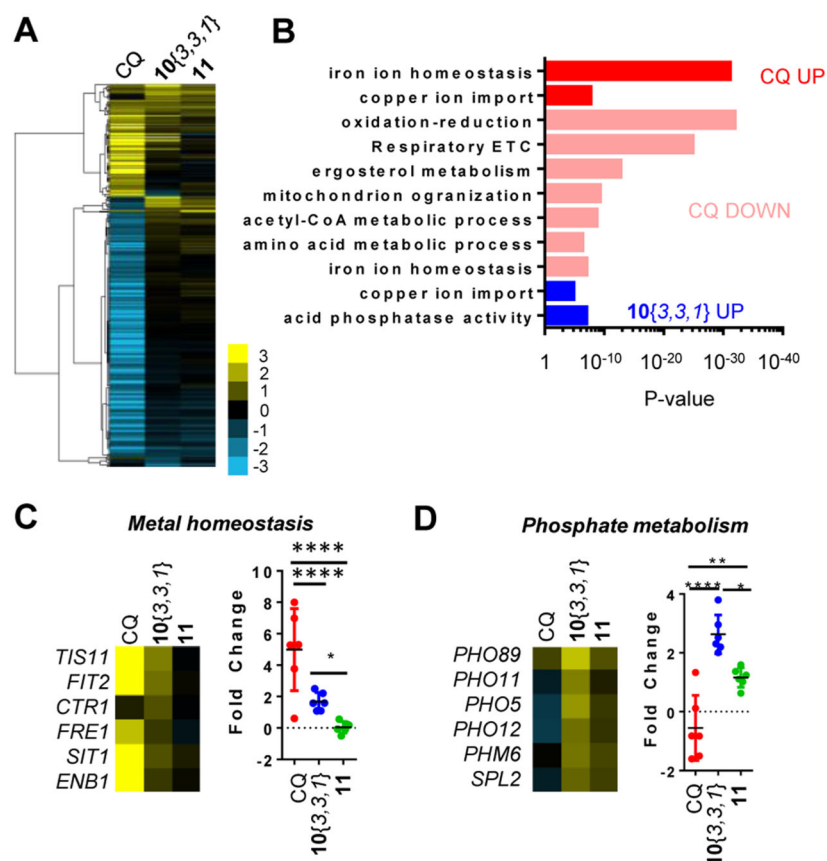 A
CQ
10{3,3,1}
11
3
2
1
0
-1
-2
-3
B
iron ion homeostasis
copper ion import
oxidation-reduction
Respiratory ETC
ergosterol metabolism
mitochondrion ogranization
acetyl-CoA metabolic process
amino acid metabolic process
iron ion homeostasis
copper ion import
acid phosphatase activity
CQ UP
CQ DOWN
10{3,3,1} UP
1 10-10 10-20 10-30 10-40
P-value
C
Metal homeostasis
CQ
10{3,3,1}
11
TIS11
FIT2
CTR1
FRE1
SIT1
ENB1
Fold Change
10
8
6
4
2
0
-2
****
****
*
CQ
10{3,3,1}
11
D
Phosphate metabolism
CQ
10{3,3,1}
11
PHO89
PHO11
PHO5
PHO12
PHM6
SPL2
Fold Change
4
2
0
-2
**
****
*
CQ
10{3,3,1}
11